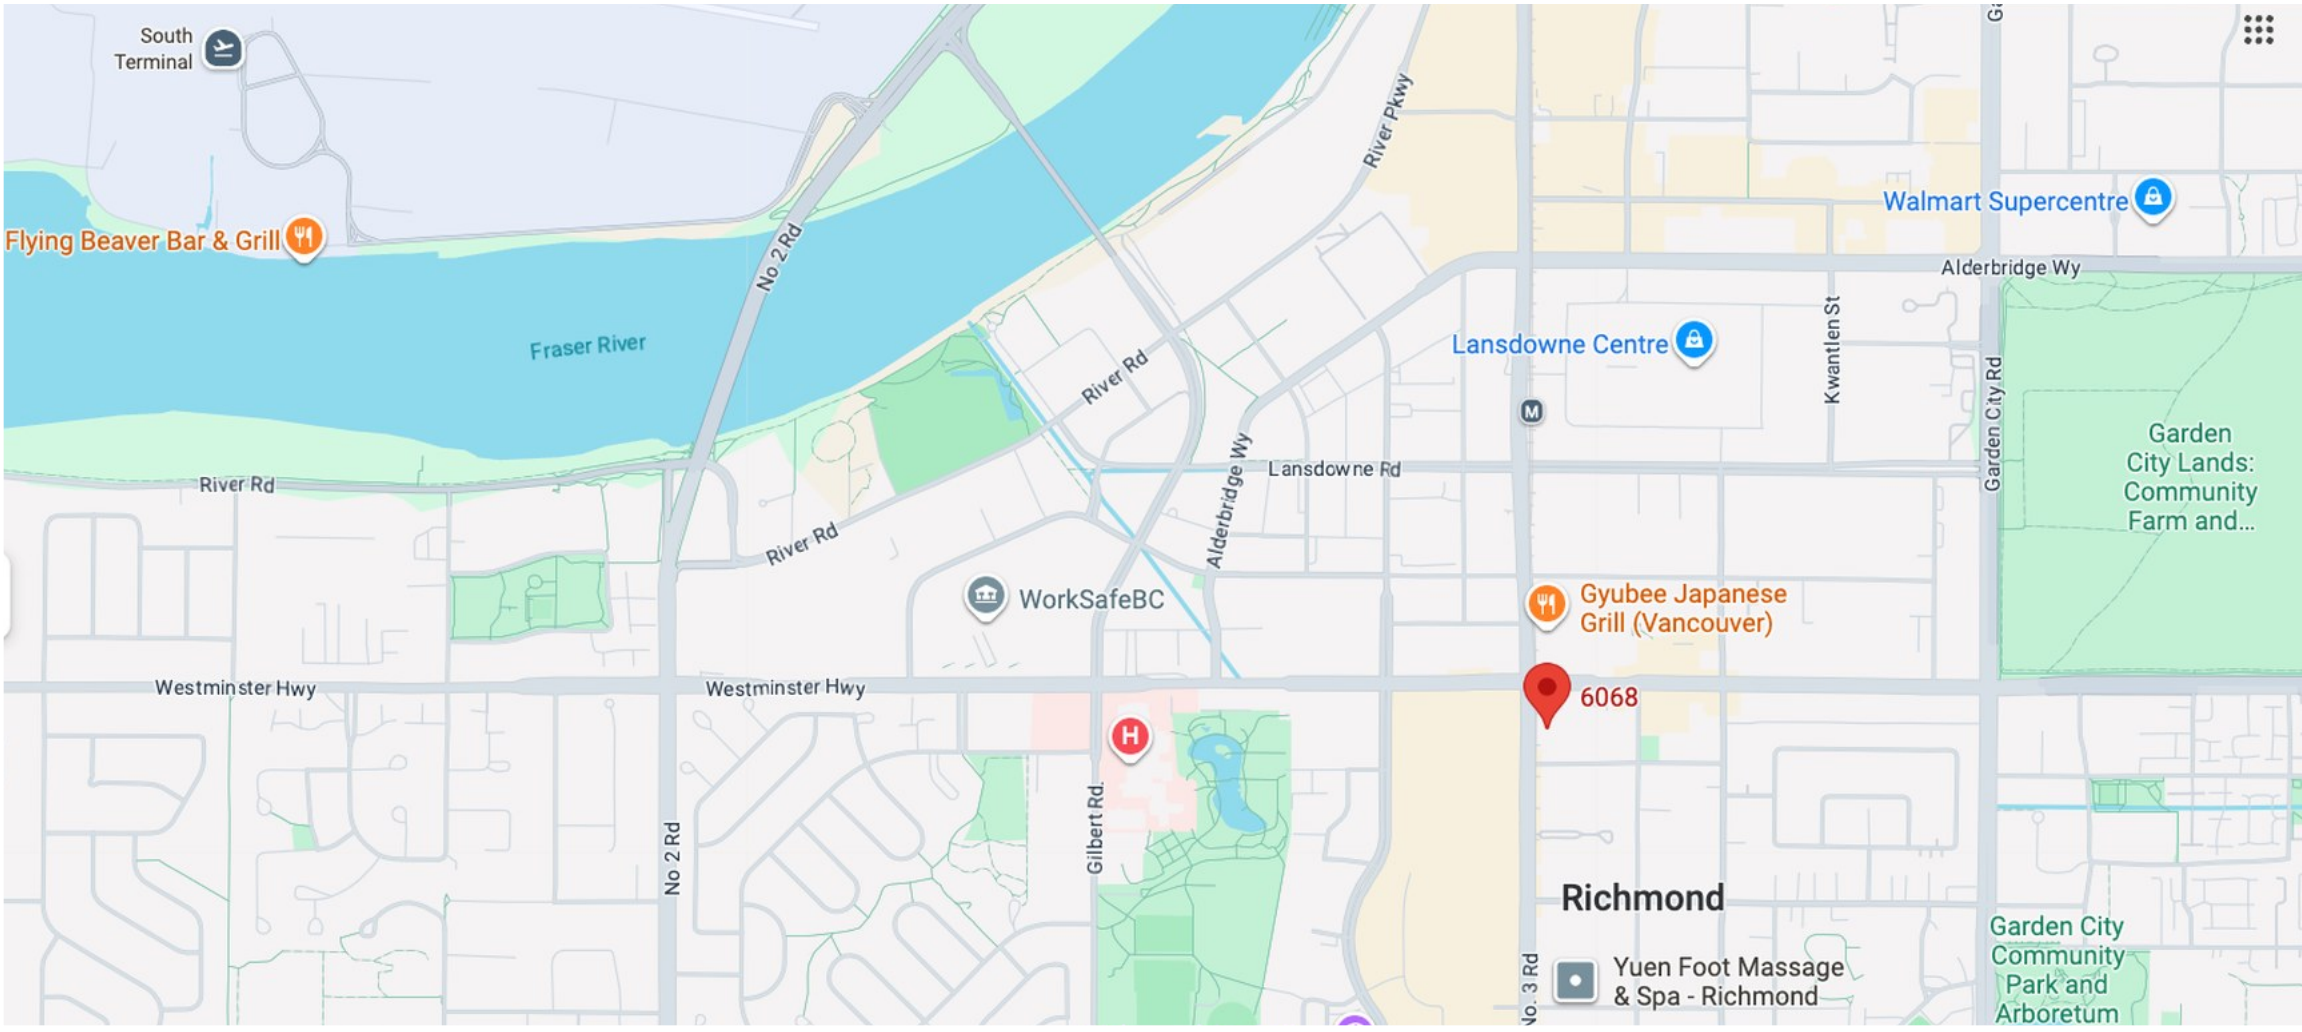 South
Terminal
Ga
River Pkwy
Walmart Supercentre
Flying Beaver Bar & Grill
No 2 Rd
Alderbridge Wy
Fraser River
Lansdowne Centre
Kwantlen St
River Rd
Garden City Rd
M
Garden
City Lands:
Community
Farm and...
Lansdowne Rd
Alderbridge Wy
River Rd
River Rd
WorkSafeBC
Gyubee Japanese
Grill (Vancouver)
Westminster Hwy
Westminster Hwy
6068
H
Gilbert Rd.
No 2 Rd
Richmond
Garden City
Community
Park and
Arboretum
No. 3 Rd
Yuen Foot Massage
& Spa - Richmond